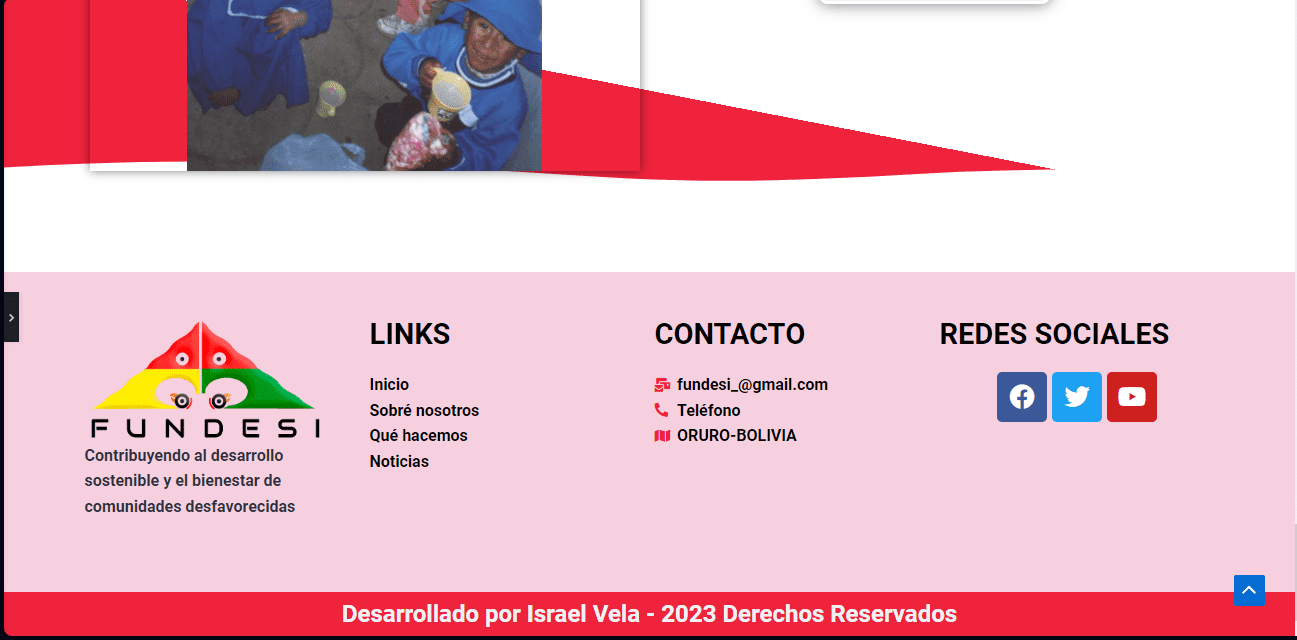 FUNDESI
Contribuyendo al desarrollo
sostenible y el bienestar de
comunidades desfavorecidas
LINKS
Inicio
Sobré nosotros
Qué hacemos
Noticias
CONTACTO
fundesi_@gmail.com
Teléfono
ORURO-BOLIVIA
REDES SOCIALES
Desarrollado por Israel Vela - 2023 Derechos Reservados